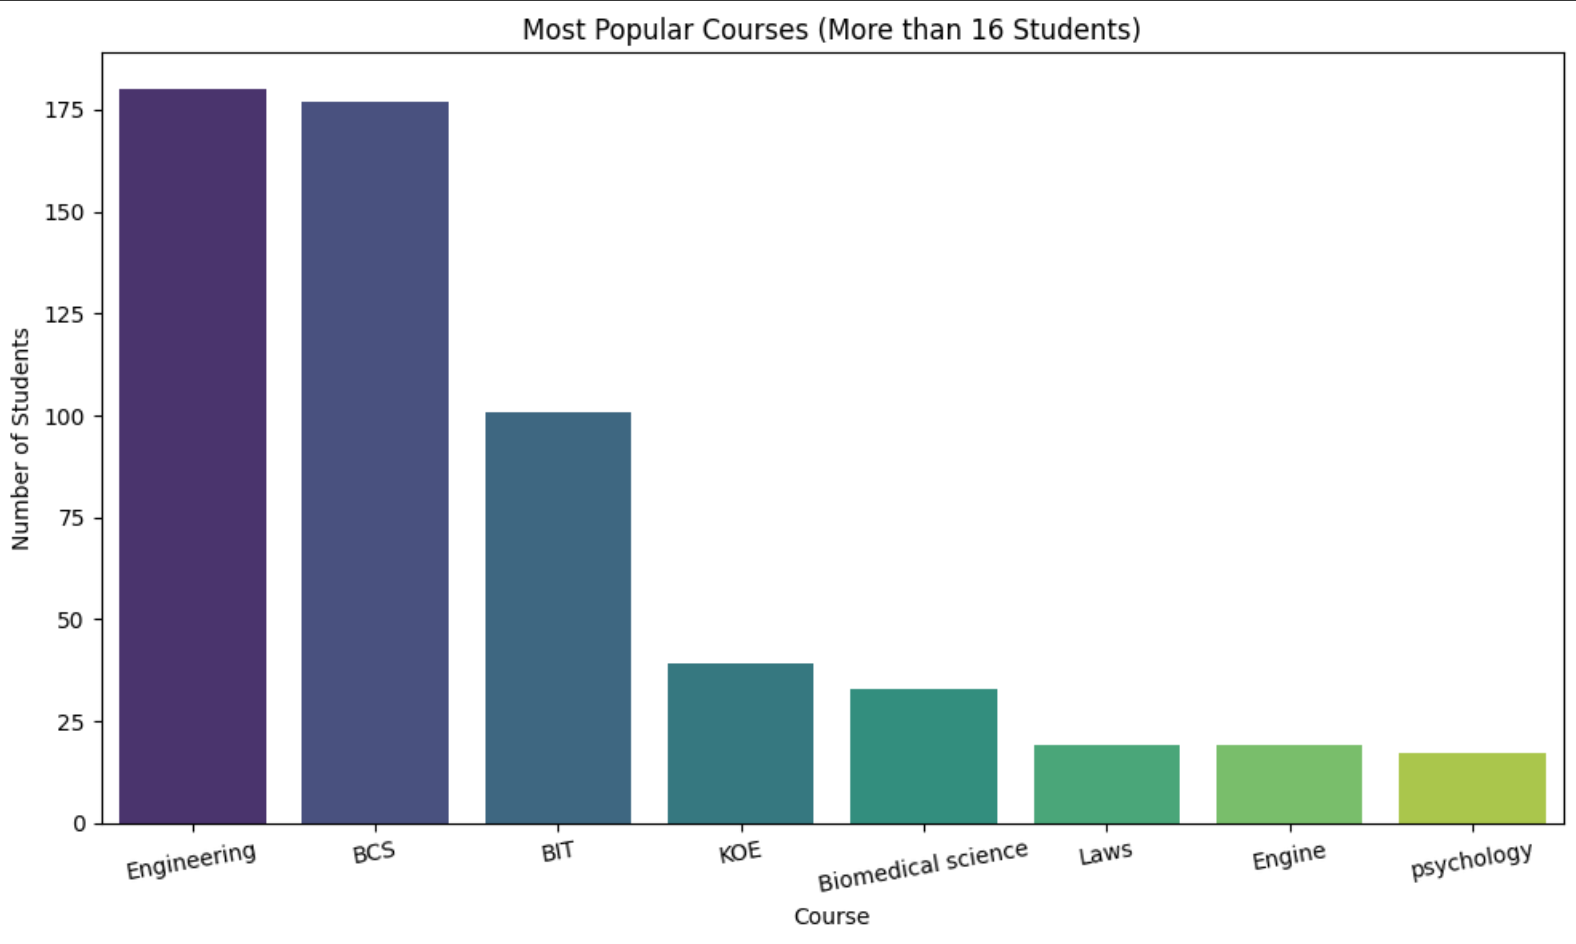 Most Popular Courses (More than 16 Students)
Number of Students
175
150
125
100
75
50
25
0
Engineering
BCS
BIT
KOE
Biomedical science
Laws
Engine
psychology
Course